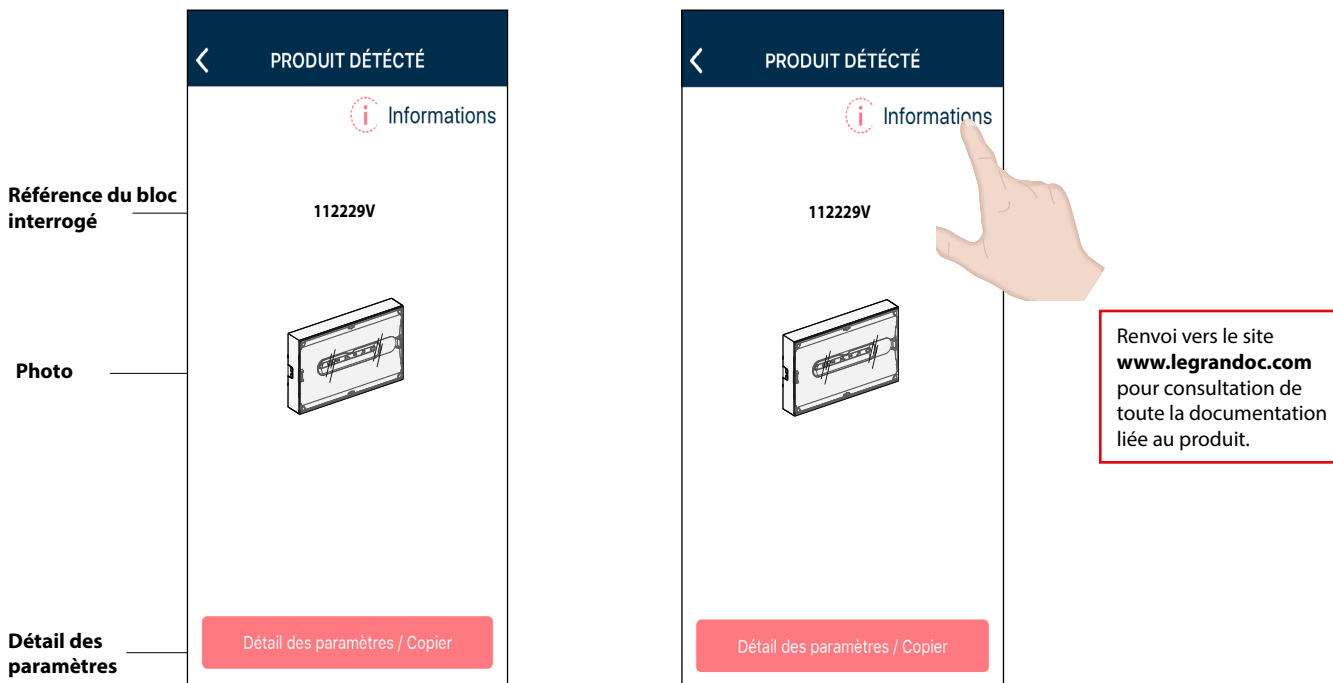 PRODUIT DÉTÉCTÉ
Informations
Référence du bloc
interrogé
112229V
Photo
Détail des
paramètres
Détail des paramètres / Copier
PRODUIT DÉTÉCTÉ
Informations
112229V
Renvoi vers le site
www.legrandoc.com
pour consultation de
toute la documentation
liée au produit.
Détail des paramètres / Copier